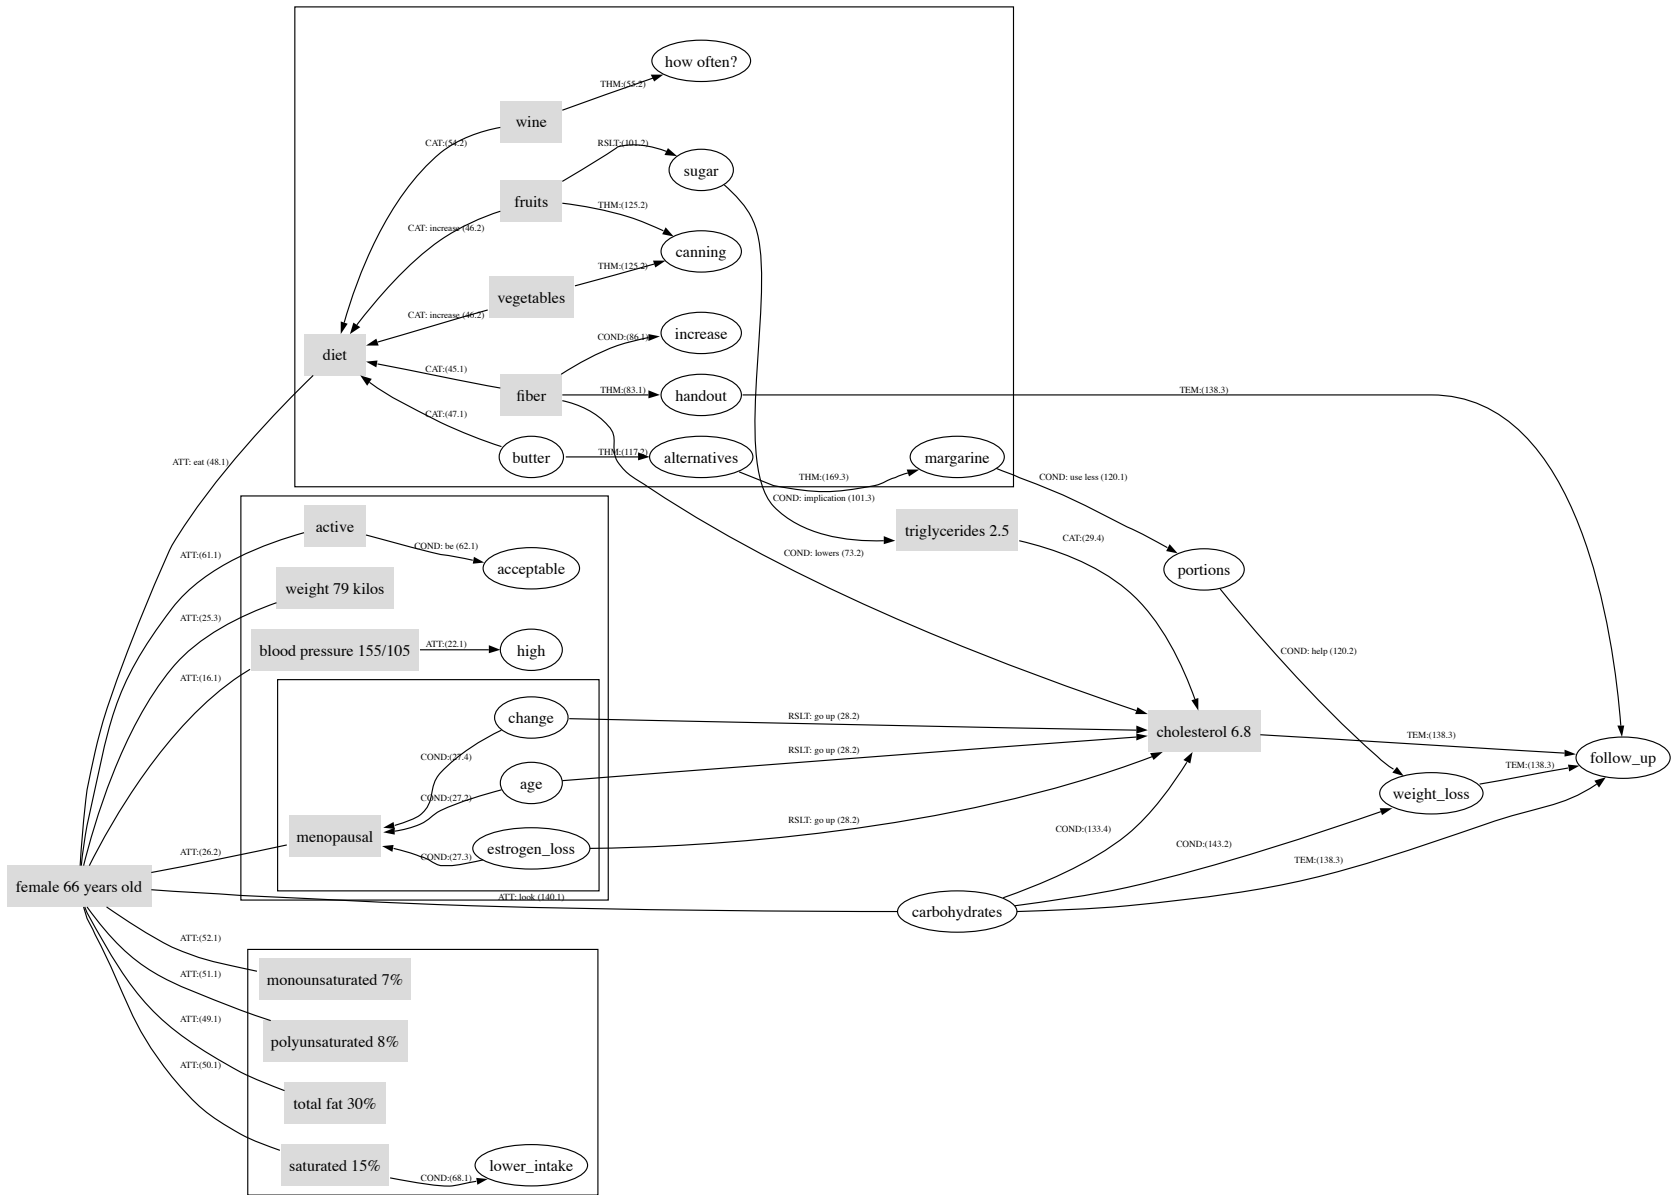 how often?
THM:(55.2)
wine
CAT:(54.2)
RSLT:(101.2)
sugar
fruits
THM:(125.2)
CAT: increase (46.2)
canning
THM:(125.2)
vegetables
CAT: increase (46.2)
increase
COND:(86.1)
diet
CAT:(45.1)
fiber
THM:(83.1)
handout
TEM:(138.3)
CAT:(47.1)
butter
THM:(117.2)
alternatives
THM:(169.3)
margarine
COND: use less (120.1)
ATT: eat (48.1)
COND: implication (101.3)
active
triglycerides 2.5
CAT:(29.4)
ATT:(61.1)
COND: be (62.1)
COND: lowers (73.2)
acceptable
portions
weight 79 kilos
ATT:(25.3)
blood pressure 155/105
ATT:(22.1)
high
COND: help (120.2)
ATT:(16.1)
change
RSLT: go up (28.2)
cholesterol 6.8
TEM:(138.3)
follow_up
COND:(27.4)
RSLT: go up (28.2)
TEM:(138.3)
age
COND:(27.2)
weight_loss
menopausal
RSLT: go up (28.2)
COND:(133.4)
estrogen_loss
COND:(27.3)
COND:(143.2)
ATT:(26.2)
TEM:(138.3)
female 66 years old
ATT: look (140.1)
carbohydrates
ATT:(52.1)
monounsaturated 7%
ATT:(51.1)
ATT:(49.1)
polyunsaturated 8%
ATT:(50.1)
total fat 30%
saturated 15%
COND:(68.1)
lower_intake